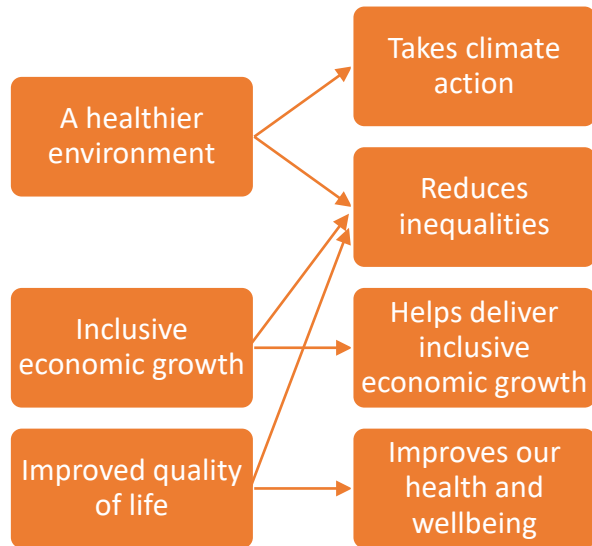 A healthier
environment
Inclusive
economic growth
Improved quality
of life
Takes climate
action
Reduces
inequalities
Helps deliver
inclusive
economic growth
Improves our
health and
wellbeing